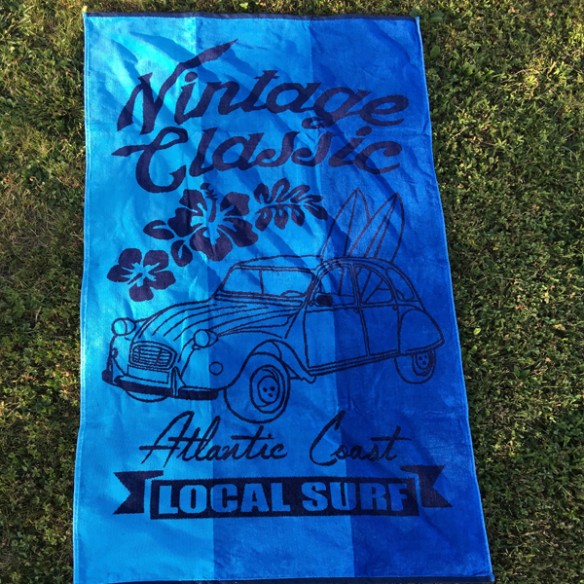 Vintage
Classic
Atlantic Coast
LOCAL SURF